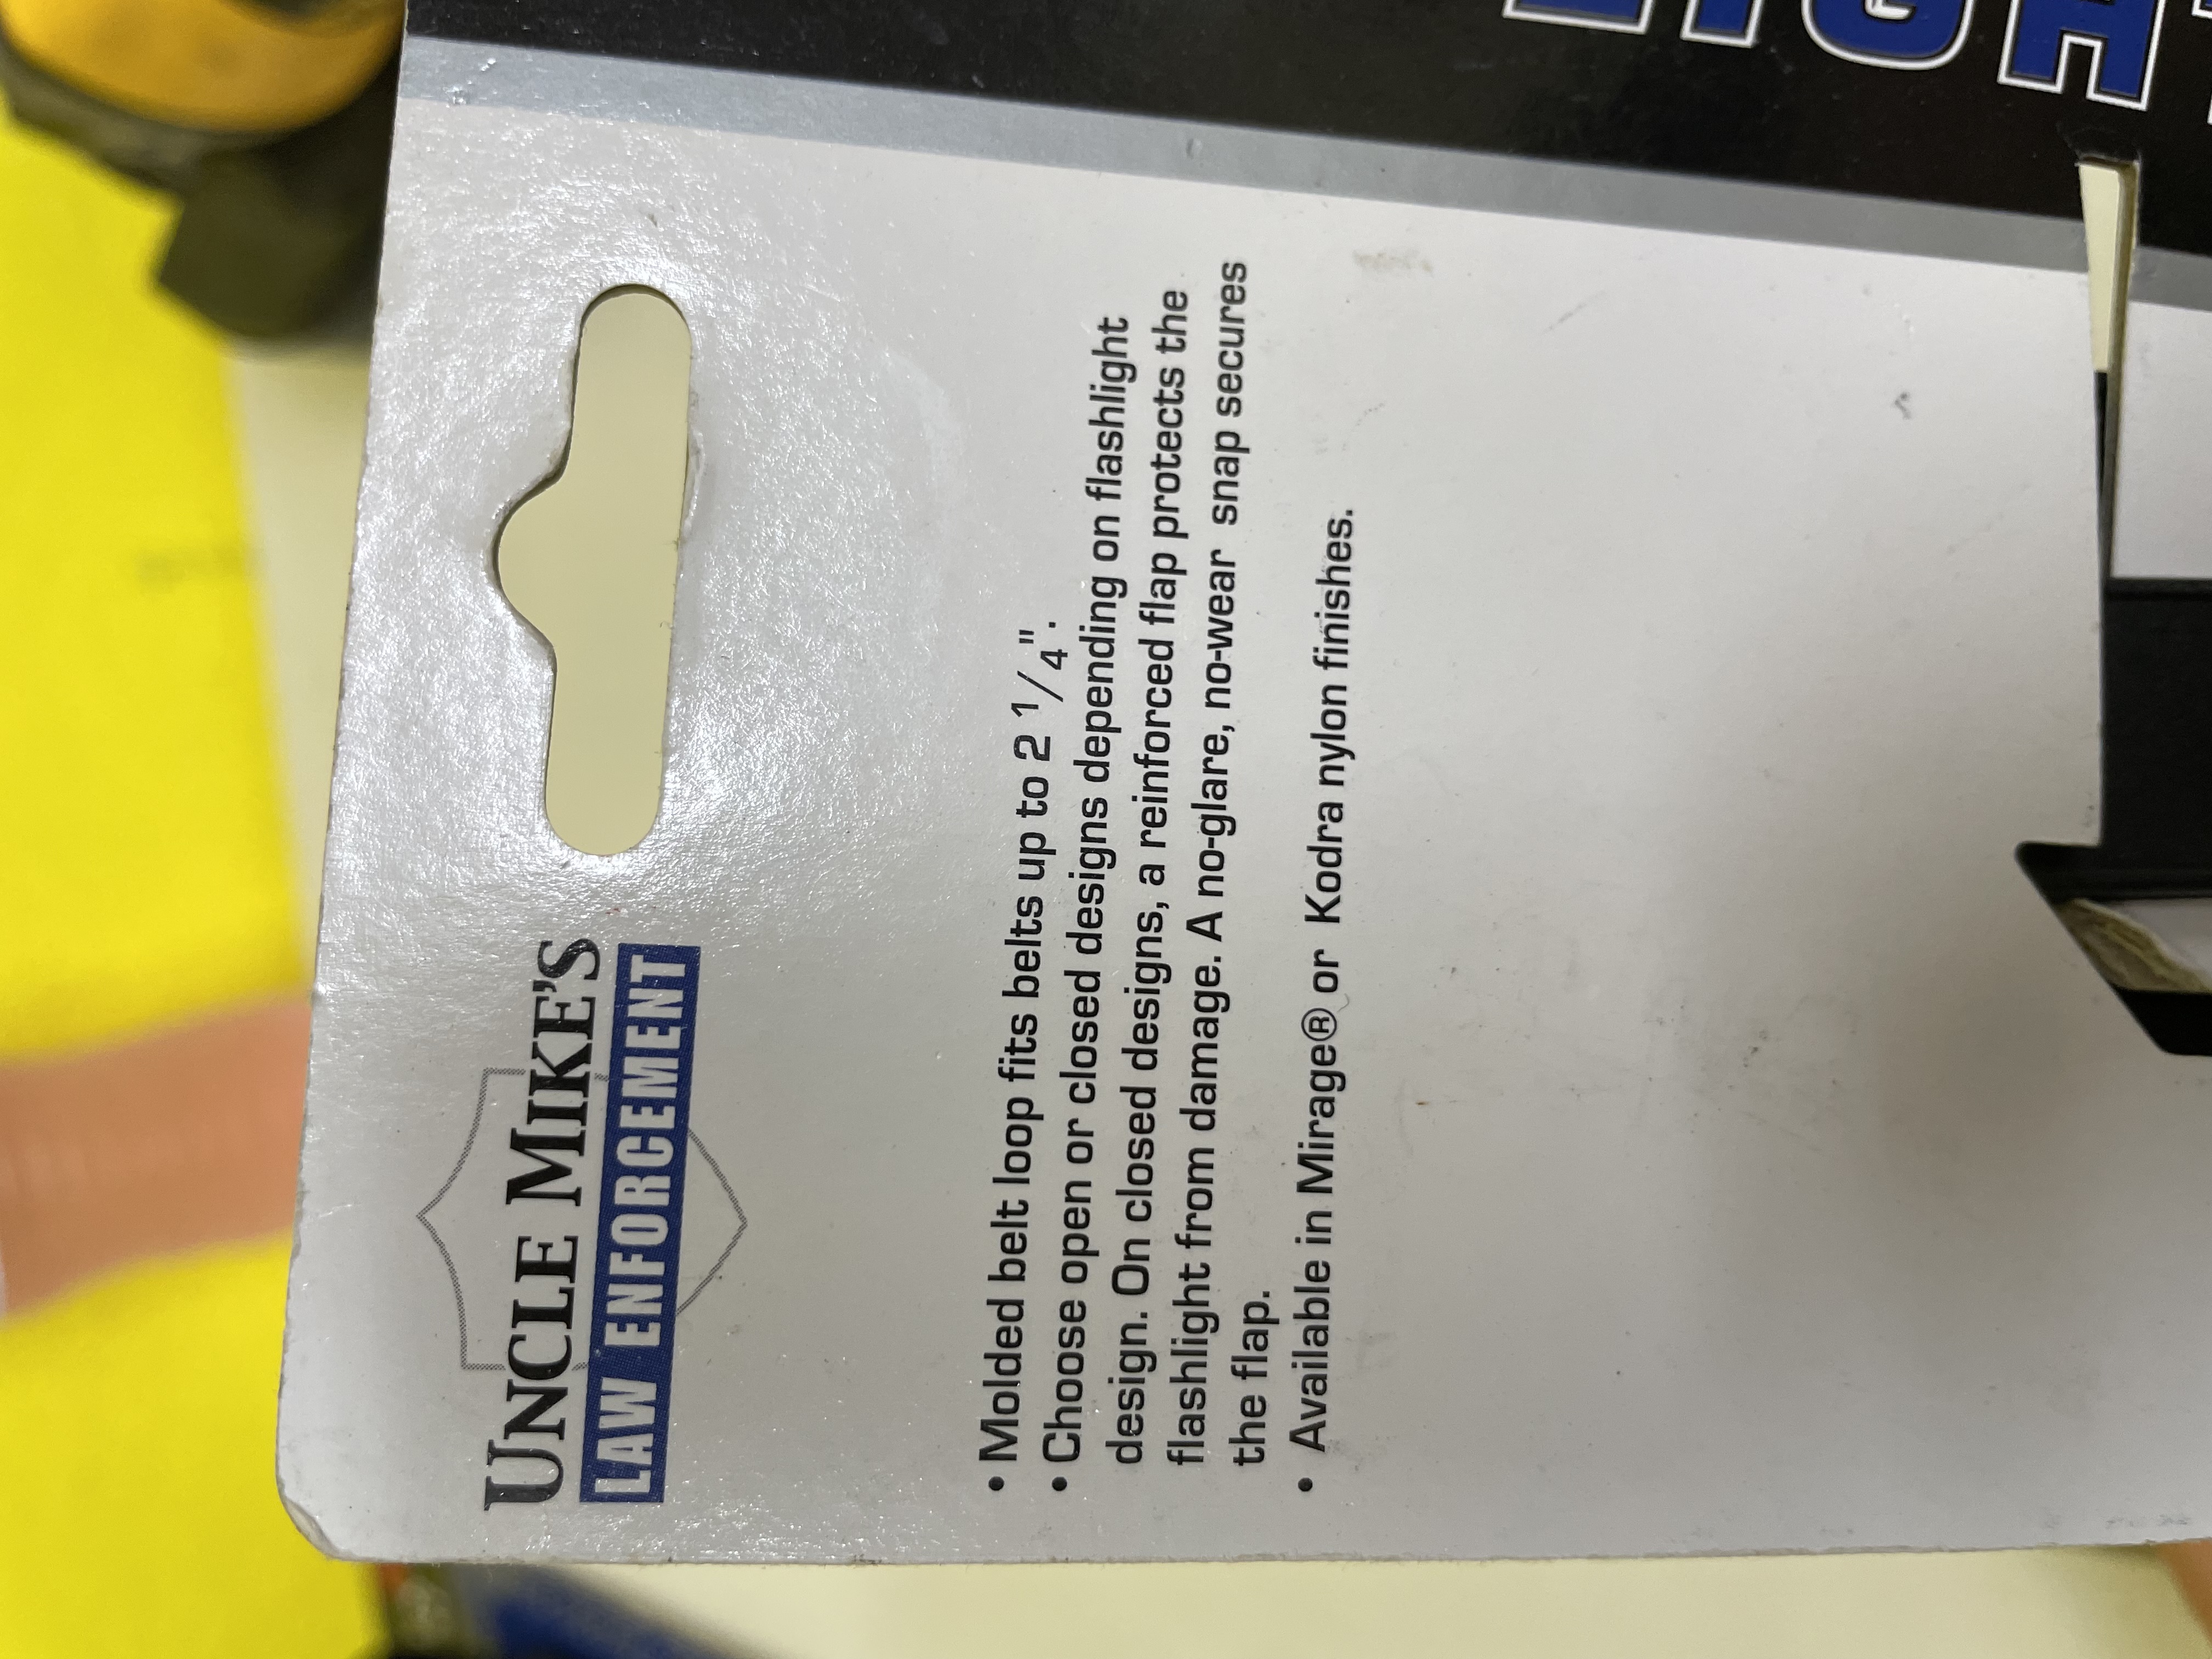 UNCLE MIKE'S
LAW ENFORCEMENT
• Molded belt loop fits belts up to 2 1/4".
• Choose open or closed designs depending on flashlight
design. On closed designs, a reinforced flap protects the
flashlight from damage. A no-glare, no-wear snap secures
the flap.
• Available in Mirage® or Kodra nylon finishes.